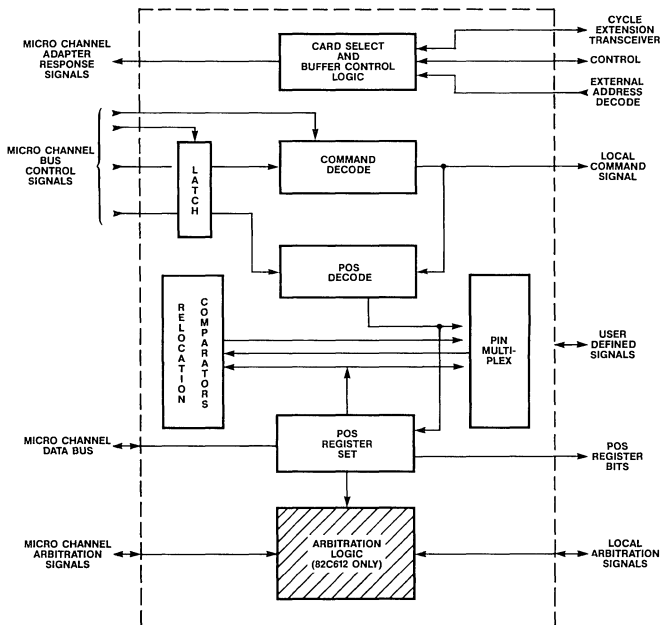 MICRO CHANNEL
ADAPTER
RESPONSE
SIGNALS
CARD SELECT
AND
BUFFER CONTROL
LOGIC
CYCLE
EXTENSION
TRANSCEIVER
CONTROL
EXTERNAL
ADDRESS
DECODE
MICRO CHANNEL
BUS
CONTROL
SIGNALS
LATCH
COMMAND
DECODE
LOCAL
COMMAND
SIGNAL
POS
DECODE
RELOCATION
COMPARATORS
PIN
MULTI-
PLEX
USER
DEFINED
SIGNALS
MICRO CHANNEL
DATA BUS
POS
REGISTER
SET
POS
REGISTER
BITS
MICRO CHANNEL
ARBITRATION
SIGNALS
ARBITRATION
LOGIC
(82C612 ONLY)
LOCAL
ARBITRATION
SIGNALS